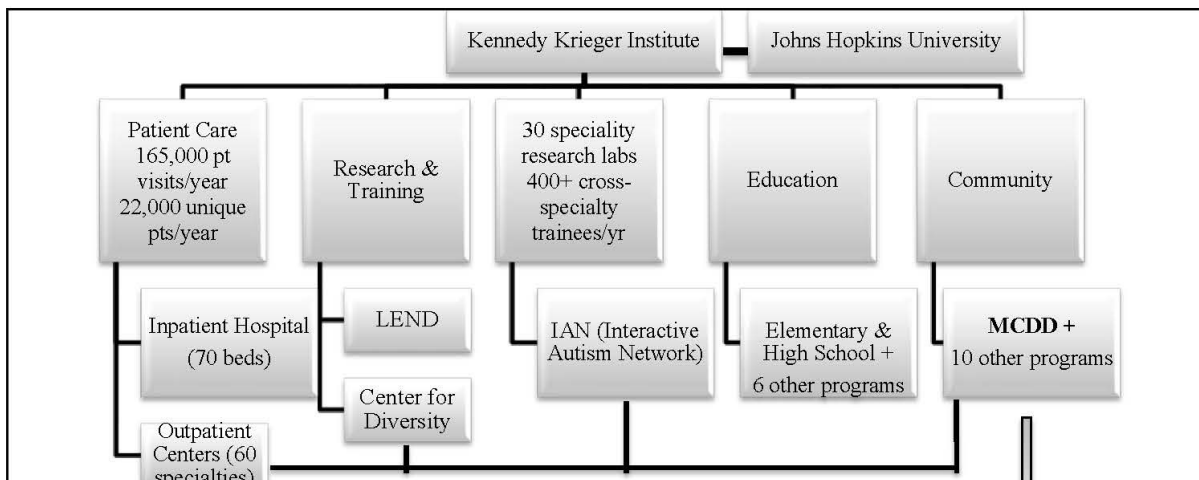 Kennedy Krieger Institute
Johns Hopkins University
Patient Care
165,000 pt
visits/year
22,000 unique
pts/year
Research &
Training
30 speciality
research labs
400+ cross-
specialty
trainees/yr
Education
Community
Inpatient Hospital
(70 beds)
LEND
IAN (Interactive
Autism Network)
Elementary &
High School +
6 other programs
MCDD +
10 other programs
Center for
Diversity
Outpatient
Centers (60
specialties)